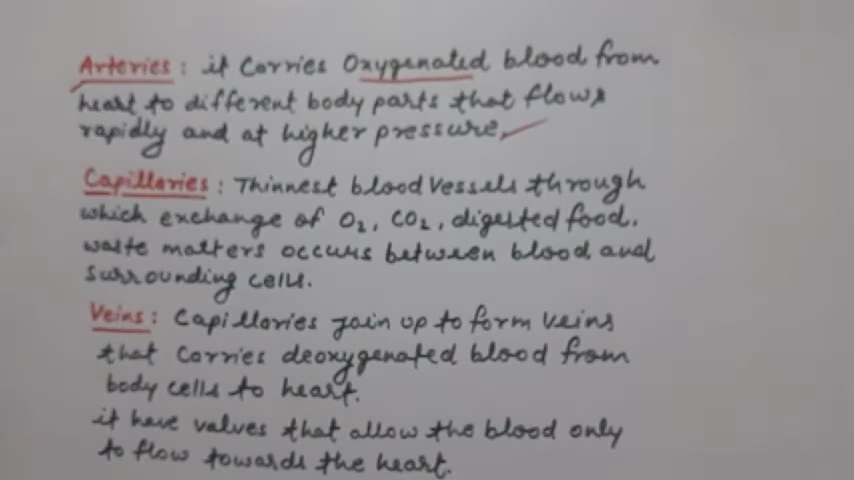 Arteries : it Carries Oxygenated blood from
heart to different body parts that flows
rapidly and at higher pressure.
Capillaries : Thinnest blood Vessels through
which exchange of O₂, CO₂, digested food,
waste matters occurs between blood and
surrounding cells.
Veins : Capillaries join up to form veins
that Carries deoxygenated blood from
body cells to heart.
it have valves that allow the blood only
to flow towards the heart.